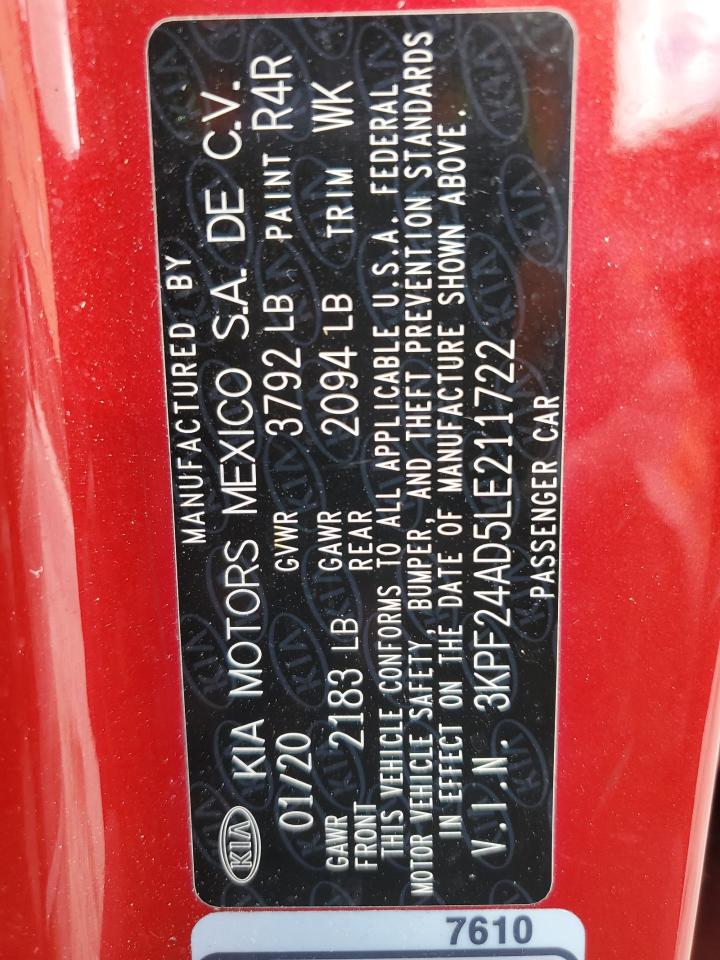 MANUFACTURED BY
KIA KIA MOTORS MEXICO S.A. DE C.V.
01/20 GVWR 3792 LB PAINT R4R
GAWR FRONT 2183 LB GAWR REAR 2094 LB TRIM WK
THIS VEHICLE CONFORMS TO ALL APPLICABLE U.S.A. FEDERAL
MOTOR VEHICLE SAFETY, BUMPER, AND THEFT PREVENTION STANDARDS
IN EFFECT ON THE DATE OF MANUFACTURE SHOWN ABOVE.
V.I.N. 3KPF24AD5LE211722
PASSENGER CAR
7610